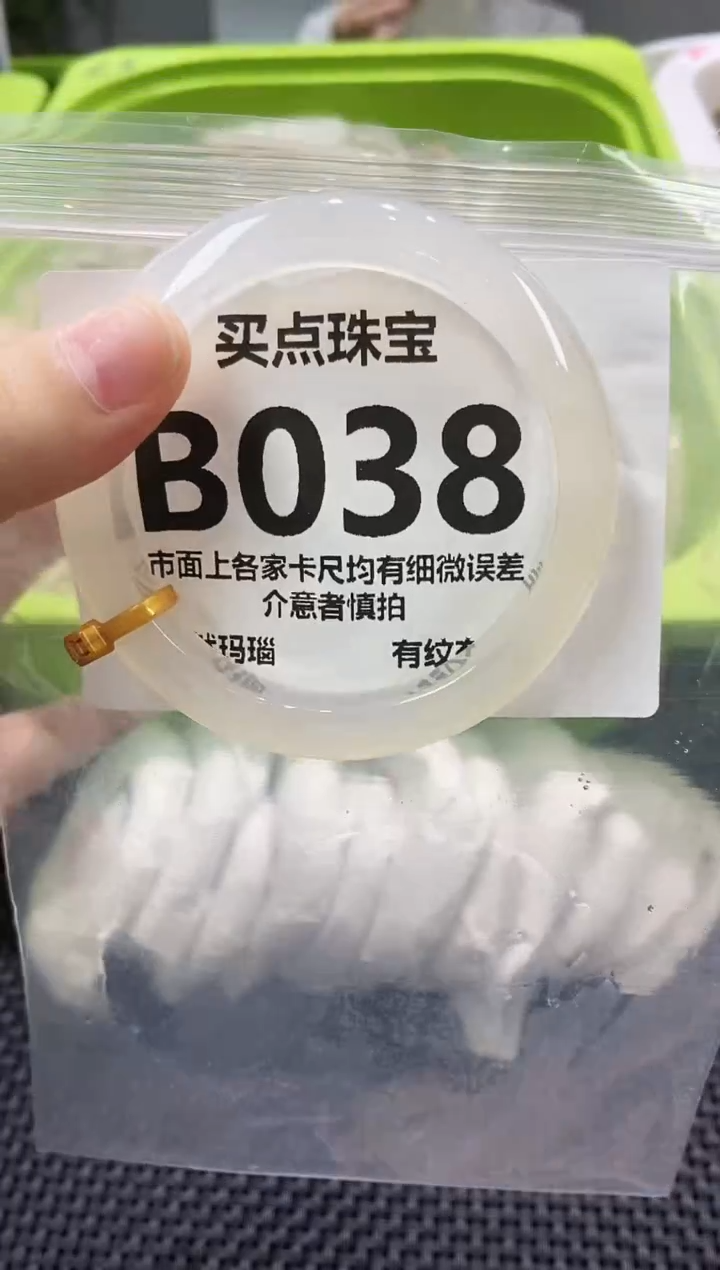 买点珠宝
B038
市面上各家卡尺均有细微误差
介意者慎拍
玛瑙 有纹